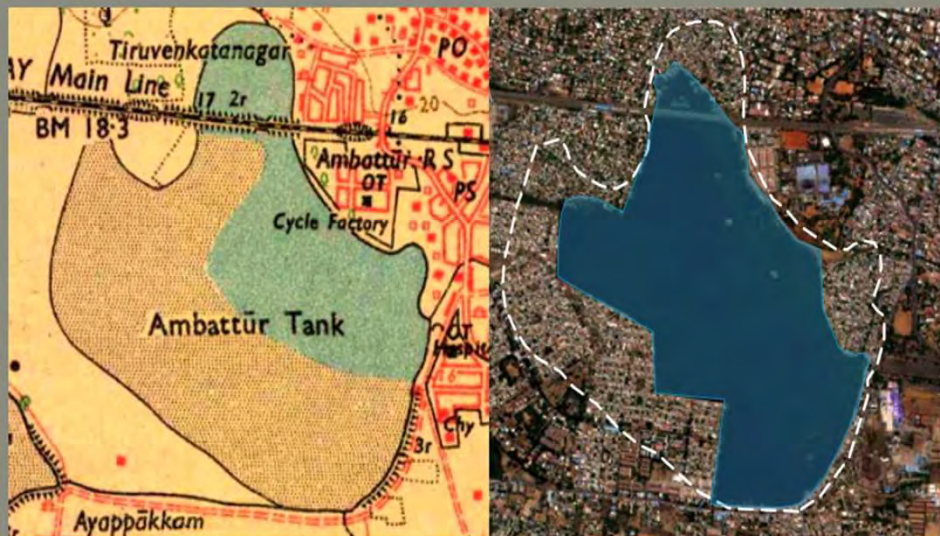 Tiruvenkatanagar
PO
AY Main Line
17 2r
20
16
BM 18·3
Ambattūr R S
OT
PS
Cycle Factory
Ambattūr Tank
Chy
3r
Ayappākkam